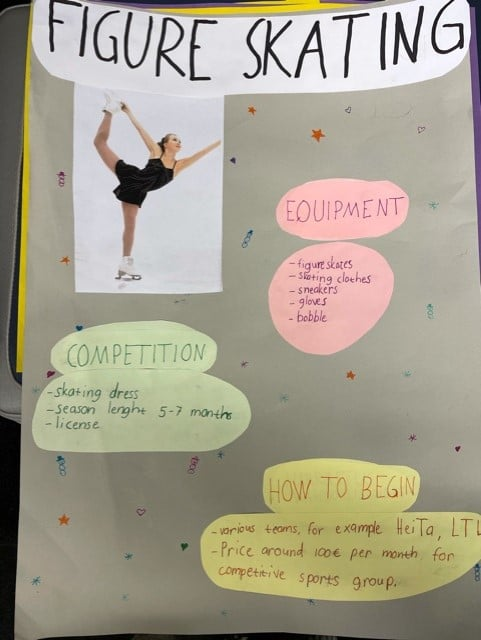 FIGURE SKATING
EQUIPMENT
- figure skates
- skating clothes
- sneakers
- gloves
- bobble
COMPETITION
- skating dress
- season lenght 5-7 months
- license
HOW TO BEGIN
- various teams, for example HeiTa, LTL
- Price around 100€ per month for
competitive sports group.